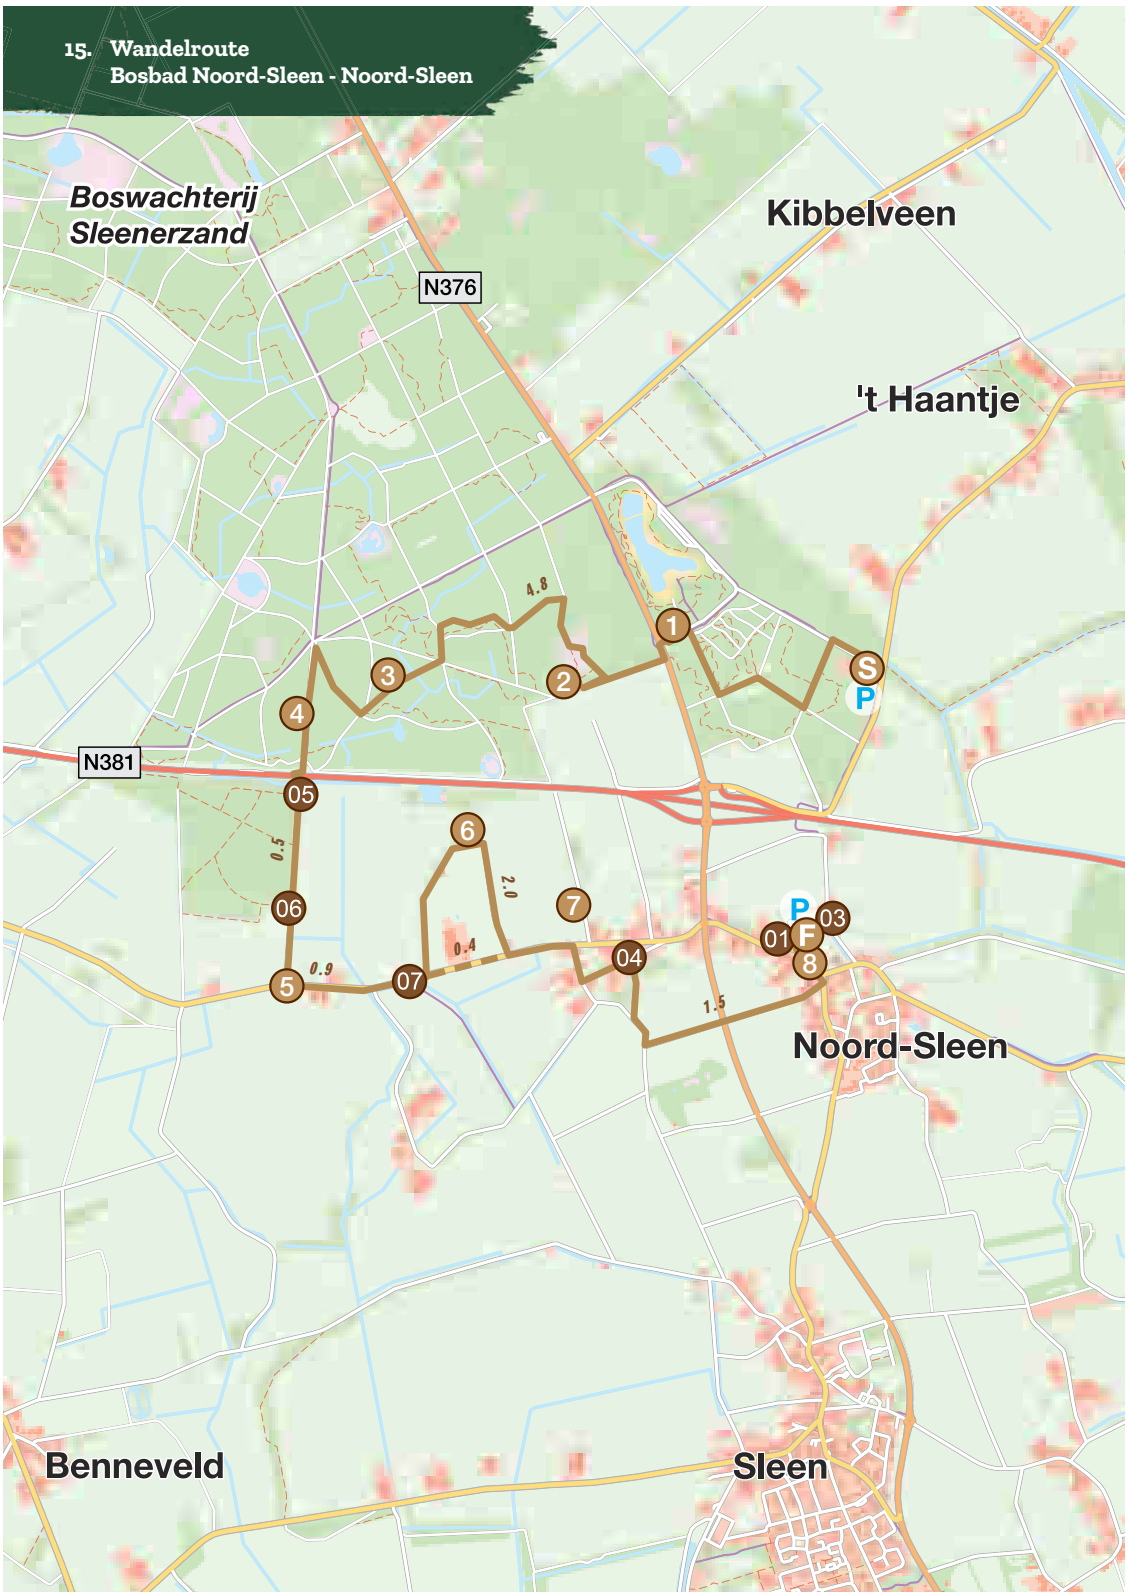 15. Wandelroute
Bosbad Noord-Sleen - Noord-Sleen
Boswachterij
Sleenerzand
Kibbelveen
N376
't Haantje
4.8
1
S
P
2
3
4
N381
05
0.5
6
2.0
7
06
P
03
01
F
8
0.4
04
0.9
07
5
1.5
Noord-Sleen
Benneveld
Sleen